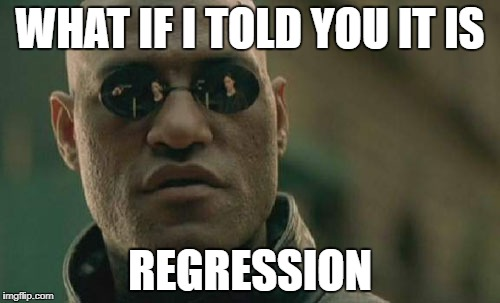 WHAT IF I TOLD YOU IT IS
REGRESSION
imgflip.com